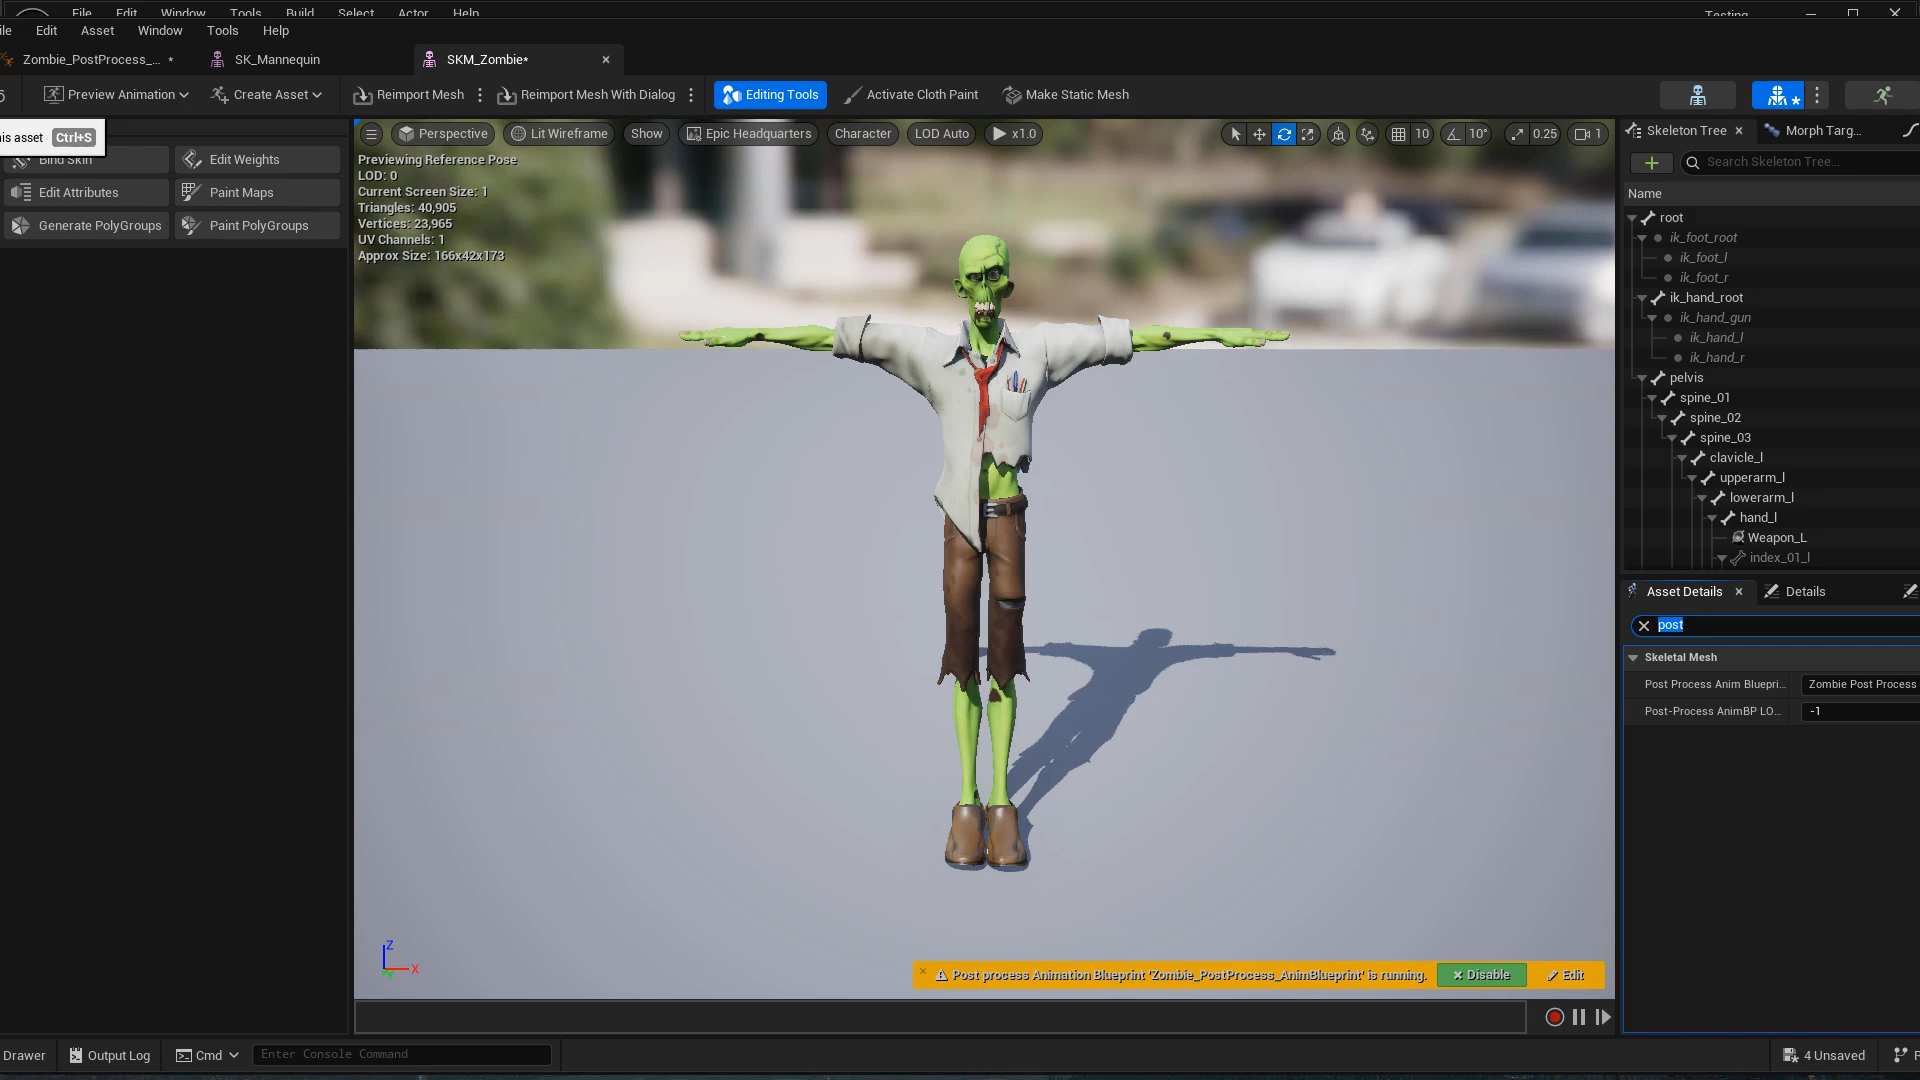 File Edit Window Tools Build Select Actor Help Testing
Edit Asset Window Tools Help
Zombie_PostProcess_... * SK_Mannequin SKM_Zombie*
Preview Animation Create Asset Reimport Mesh Reimport Mesh With Dialog Editing Tools Activate Cloth Paint Make Static Mesh
asset Ctrl+S
Bind Skin Edit Weights
Edit Attributes Paint Maps
Generate PolyGroups Paint PolyGroups
Perspective Lit Wireframe Show Epic Headquarters Character LOD Auto x1.0 10 10° 0.25 1
Previewing Reference Pose
LOD: 0
Current Screen Size: 1
Triangles: 40,905
Vertices: 23,965
UV Channels: 1
Approx Size: 166x42x173
Z
X
Post process Animation Blueprint 'Zombie_PostProcess_AnimBlueprint' is running. Disable Edit
Skeleton Tree Morph Targ...
Search Skeleton Tree...
Name
root
ik_foot_root
ik_foot_l
ik_foot_r
ik_hand_root
ik_hand_gun
ik_hand_l
ik_hand_r
pelvis
spine_01
spine_02
spine_03
clavicle_l
upperarm_l
lowerarm_l
hand_l
Weapon_L
index_01_l
Asset Details Details
post
Skeletal Mesh
Post Process Anim Bluepri... Zombie Post Process
Post-Process AnimBP LO... -1
Drawer Output Log Cmd Enter Console Command 4 Unsaved